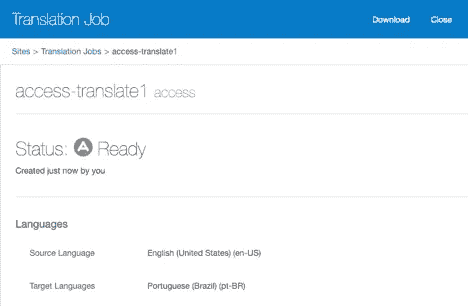 Translation Job Download Close
Sites > Translation Jobs > access-translate1
access-translate1 access
Status: A Ready
Created just now by you
Languages
Source Language English (United States) (en-US)
Target Languages Portuguese (Brazil) (pt-BR)